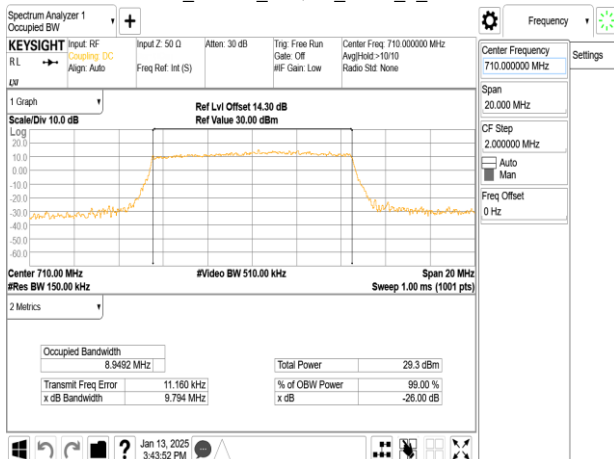 Spectrum Analyzer 1
Occupied BW
Frequency
KEYSIGHT
RL
Input: RF
Coupling: DC
Align: Auto
Input Z: 50 Ω
Freq Ref: Int (S)
Atten: 30 dB
Trig: Free Run
Gate: Off
#IF Gain: Low
Center Freq: 710.000000 MHz
Avg|Hold:>10/10
Radio Std: None
LXI
Center Frequency
710.000000 MHz
Settings
Span
20.000 MHz
CF Step
2.000000 MHz
Auto
Man
Freq Offset
0 Hz
1 Graph
Scale/Div 10.0 dB
Ref Lvl Offset 14.30 dB
Ref Value 30.00 dBm
Log
20.0
10.0
0.00
-10.0
-20.0
-30.0
-40.0
-50.0
-60.0
Center 710.00 MHz
#Video BW 510.00 kHz
Span 20 MHz
#Res BW 150.00 kHz
Sweep 1.00 ms (1001 pts)
2 Metrics
Occupied Bandwidth
8.9492 MHz
Total Power 29.3 dBm
Transmit Freq Error 11.160 kHz
% of OBW Power 99.00 %
x dB Bandwidth 9.794 MHz
x dB -26.00 dB
?
Jan 13, 2025
3:43:52 PM